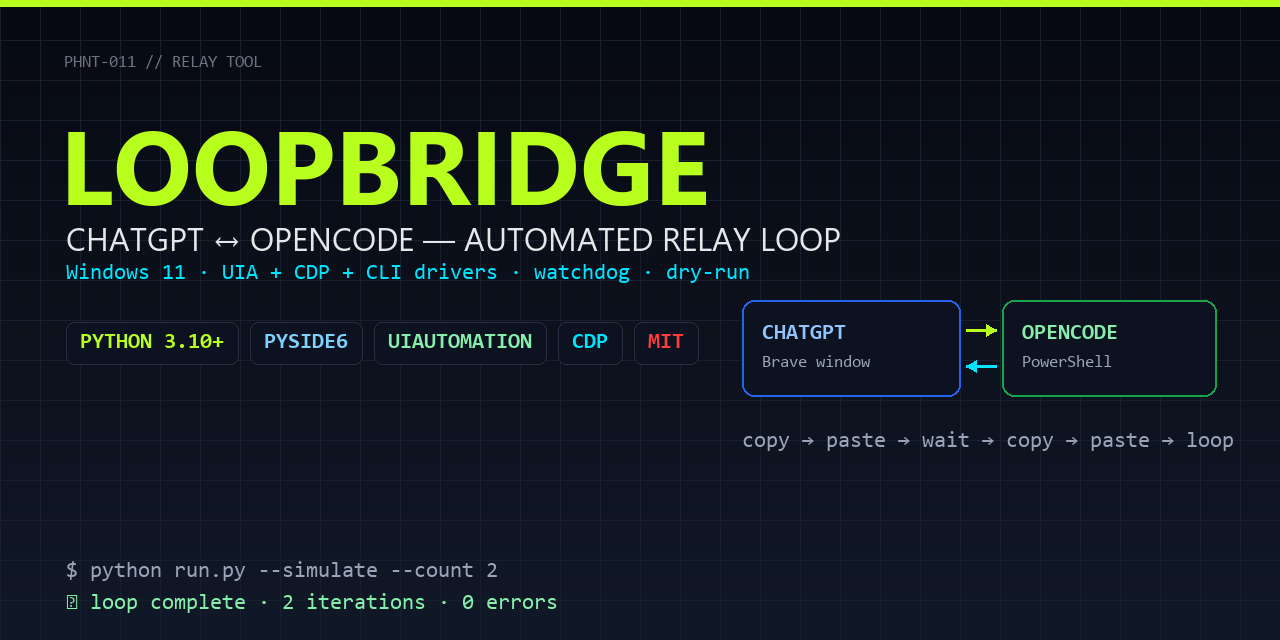 PHNT-011 // RELAY TOOL
LOOPBRIDGE
CHATGPT ↔ OPENCODE — AUTOMATED RELAY LOOP
Windows 11 · UIA + CDP + CLI drivers · watchdog · dry-run
PYTHON 3.10+ PYSIDE6 UIAUTOMATION CDP MIT
CHATGPT
Brave window
OPENCODE
PowerShell
copy → paste → wait → copy → paste → loop
$ python run.py --simulate --count 2
loop complete · 2 iterations · 0 errors